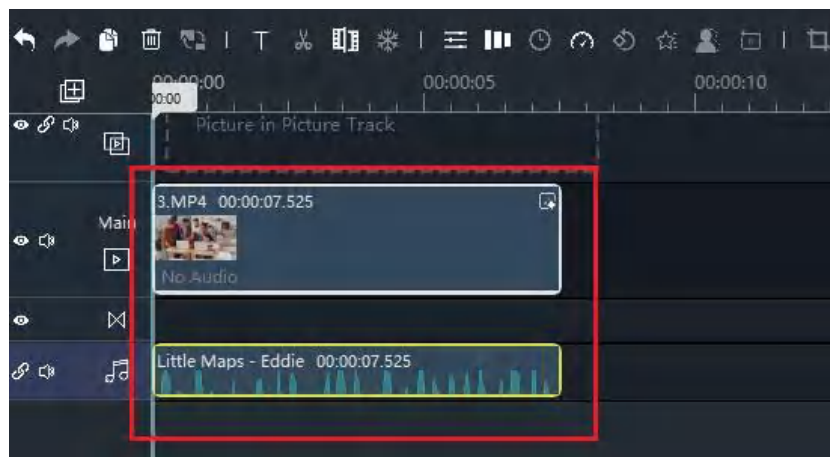 00:00:00 00:00:05 00:00:10
00:00
Picture in Picture Track
3.MP4 00:00:07.525
Main
No Audio
Little Maps - Eddie 00:00:07.525